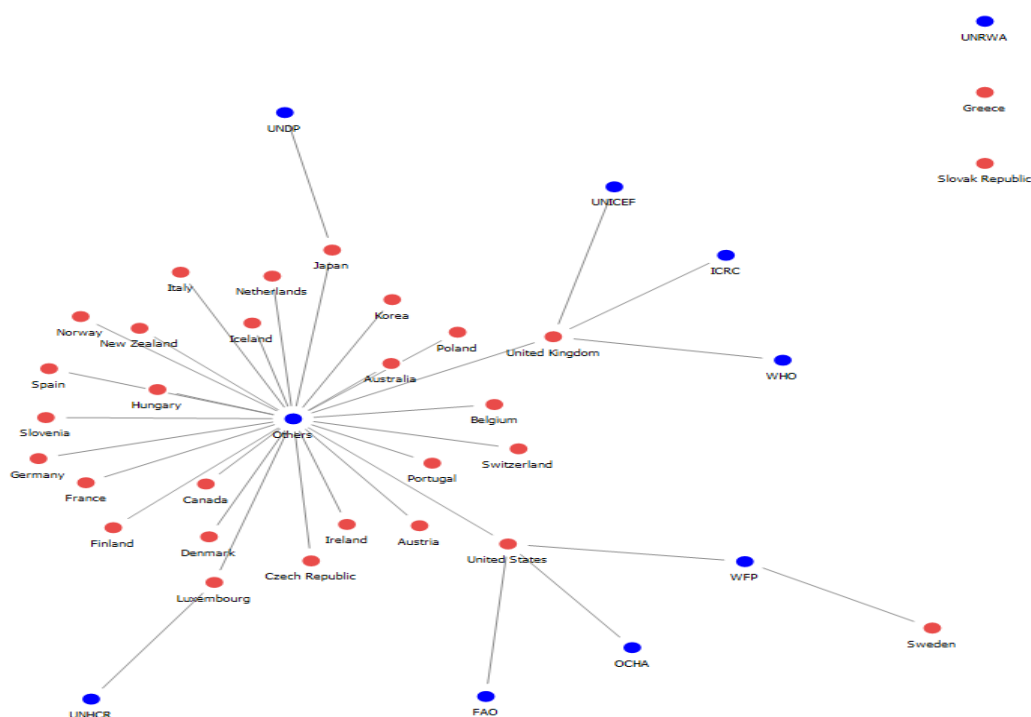 UNRWA
Greece
UNDP
Slovak Republic
UNICEF
Japan
ICRC
Italy
Netherlands
Korea
Norway
New Zealand
Iceland
Poland
United Kingdom
WHO
Spain
Australia
Hungary
Belgium
Slovenia
Others
Switzerland
Germany
Portugal
France
Canada
Finland
Denmark
Ireland
Austria
United States
Czech Republic
WFP
Luxembourg
Sweden
OCHA
UNHCR
FAO